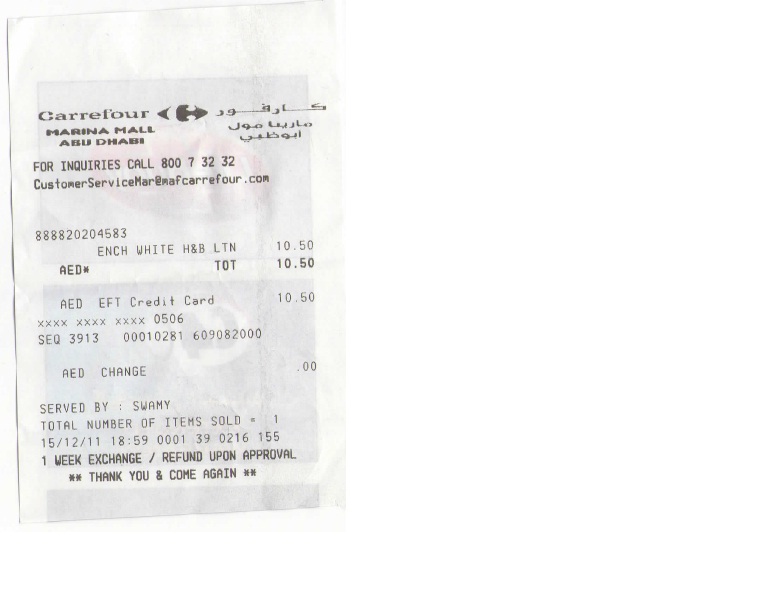 Carrefour كارفور
MARINA MALL مارينا مول
ABU DHABI ابوظبي
FOR INQUIRIES CALL 800 7 32 32
CustomerServiceMar@mafcarrefour.com
888820204583
ENCH WHITE H&B LTN 10.50
AED* TOT 10.50
AED EFT Credit Card 10.50
xxxx xxxx xxxx 0506
SEQ 3913 00010281 609082000
AED CHANGE .00
SERVED BY : SWAMY
TOTAL NUMBER OF ITEMS SOLD = 1
15/12/11 18:59 0001 39 0216 155
1 WEEK EXCHANGE / REFUND UPON APPROVAL
** THANK YOU & COME AGAIN **